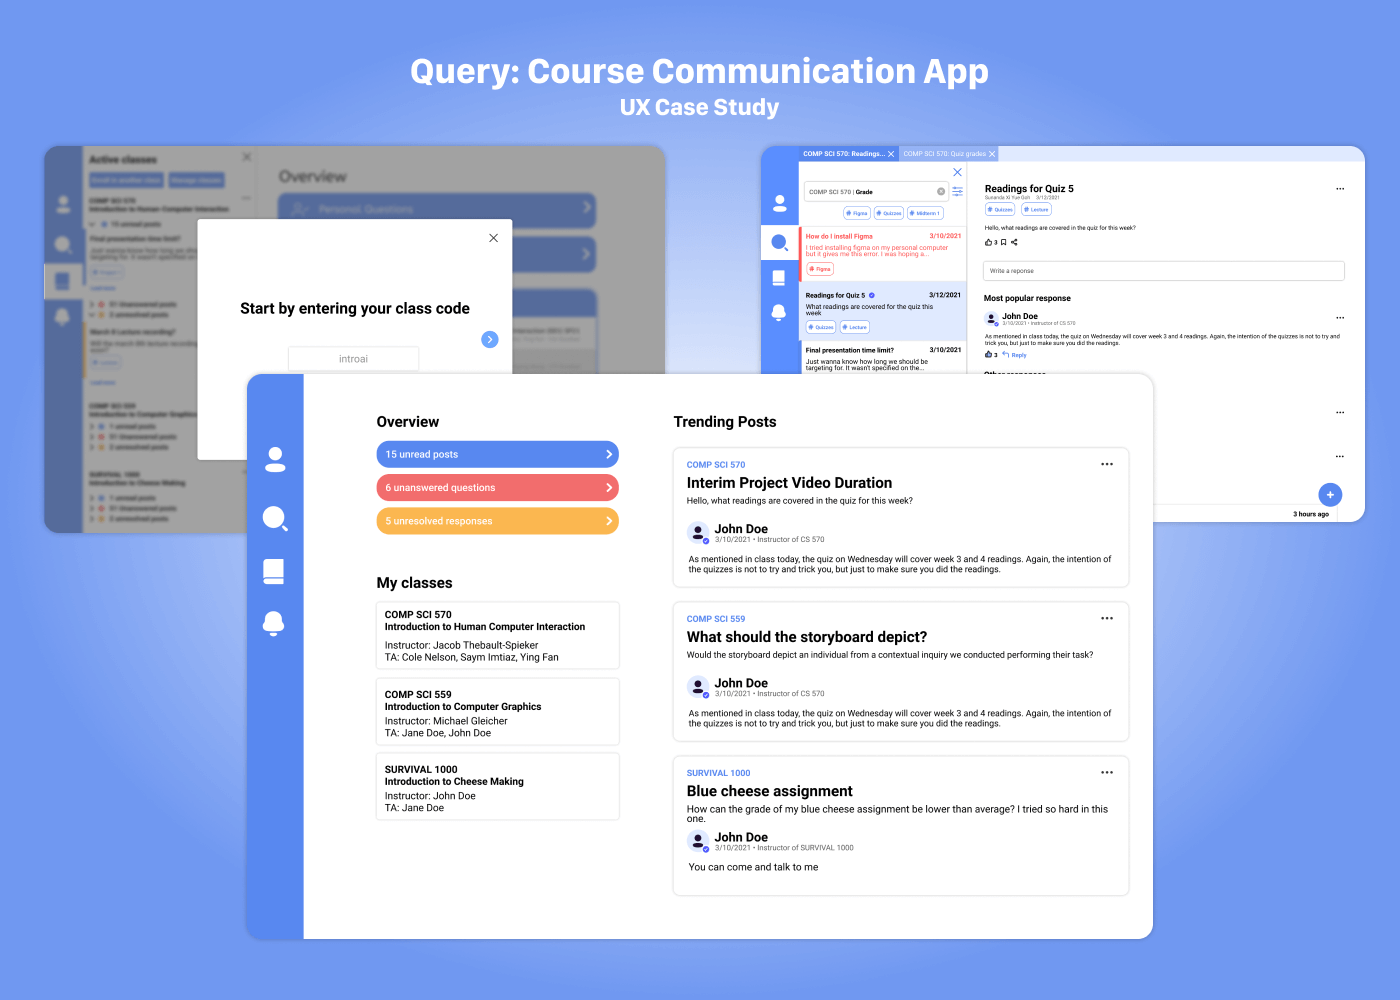 Query: Course Communication App
UX Case Study
Active classes
Enroll in another class
Manage classes
COMP SCI 570
Introduction to Human Computer Interaction
15 unread posts
Final presentation time limit?
51 Unanswered posts
2 unresolved posts
March 8 Lecture recording?
COMP SCI 559
Introduction to Computer Graphics
1 unread posts
51 Unanswered posts
2 unresolved posts
SURVIVAL 1000
Introduction to Cheese Making
1 unread posts
51 Unanswered posts
2 unresolved posts
Overview
Personal Questions
Start by entering your class code
introai
COMP SCI 570: Readings...
COMP SCI 570: Quiz grades
COMP SCI 570 | Grade
# Figma
# Quizzes
# Midterm 1
How do I install Figma 3/10/2021
I tried installing figma on my personal computer
but it gives me this error. I was hoping a...
# Figma
Readings for Quiz 5 3/12/2021
What readings are covered for the quiz this
week
# Quizzes
# Lecture
Final presentation time limit? 3/10/2021
Just wanna know how long we should be
targeting for. It wasn't specified on the...
Readings for Quiz 5
Sunanda Xi Yue Goh 3/12/2021
# Quizzes
# Lecture
Hello, what readings are covered in the quiz for this week?
3
Write a reponse
Most popular response
John Doe
3/10/2021 • Instructor of CS 570
As mentioned in class today, the quiz on Wednesday will cover week 3 and 4 readings. Again, the intention of the quizzes is not to try and
trick you, but just to make sure you did the readings.
3 Reply
Other responses
+
3 hours ago
Overview
15 unread posts
6 unanswered questions
5 unresolved responses
My classes
COMP SCI 570
Introduction to Human Computer Interaction
Instructor: Jacob Thebault-Spieker
TA: Cole Nelson, Saym Imtiaz, Ying Fan
COMP SCI 559
Introduction to Computer Graphics
Instructor: Michael Gleicher
TA: Jane Doe, John Doe
SURVIVAL 1000
Introduction to Cheese Making
Instructor: John Doe
TA: Jane Doe
Trending Posts
COMP SCI 570
Interim Project Video Duration
Hello, what readings are covered in the quiz for this week?
John Doe
3/10/2021 • Instructor of CS 570
As mentioned in class today, the quiz on Wednesday will cover week 3 and 4 readings. Again, the intention of
the quizzes is not to try and trick you, but just to make sure you did the readings.
COMP SCI 559
What should the storyboard depict?
Would the storyboard depict an individual from a contextual inquiry we conducted performing their task?
John Doe
3/10/2021 • Instructor of CS 570
As mentioned in class today, the quiz on Wednesday will cover week 3 and 4 readings. Again, the intention of
the quizzes is not to try and trick you, but just to make sure you did the readings.
SURVIVAL 1000
Blue cheese assignment
How can the grade of my blue cheese assignment be lower than average? I tried so hard in this
one.
John Doe
3/10/2021 • Instructor of SURVIVAL 1000
You can come and talk to me